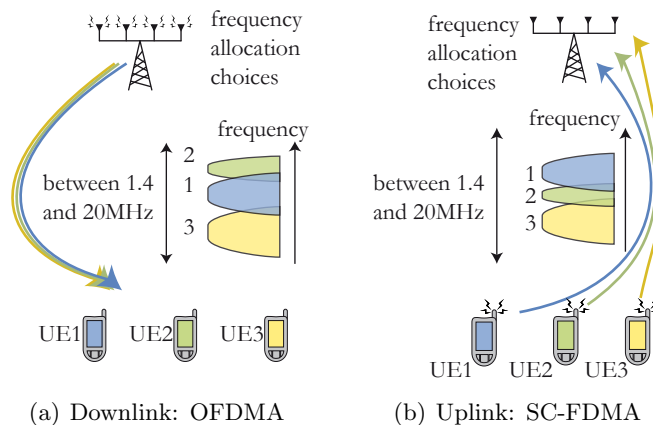 frequency
allocation
choices
frequency
2
1
3
between 1.4
and 20MHz
UE1
UE2
UE3
(a) Downlink: OFDMA
frequency
allocation
choices
frequency
1
2
3
between 1.4
and 20MHz
UE1
UE2
UE3
(b) Uplink: SC-FDMA